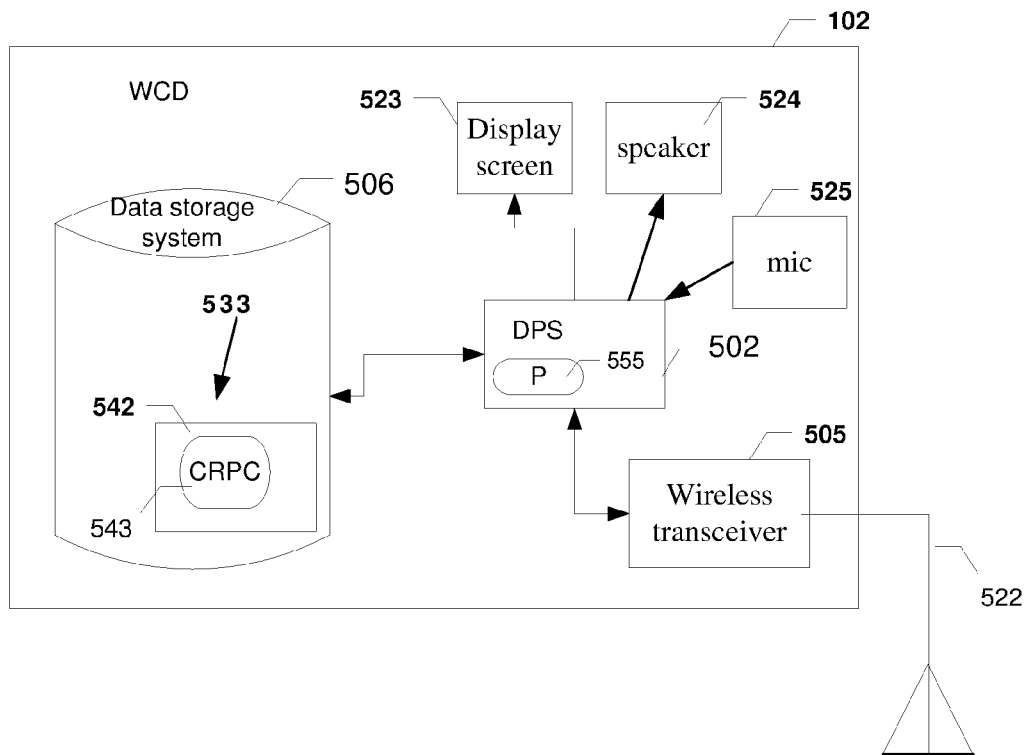 102
WCD
523
524
Display
screen
speaker
506
525
Data storage
system
mic
533
DPS
502
555
P
542
505
CRPC
Wireless
transceiver
543
522